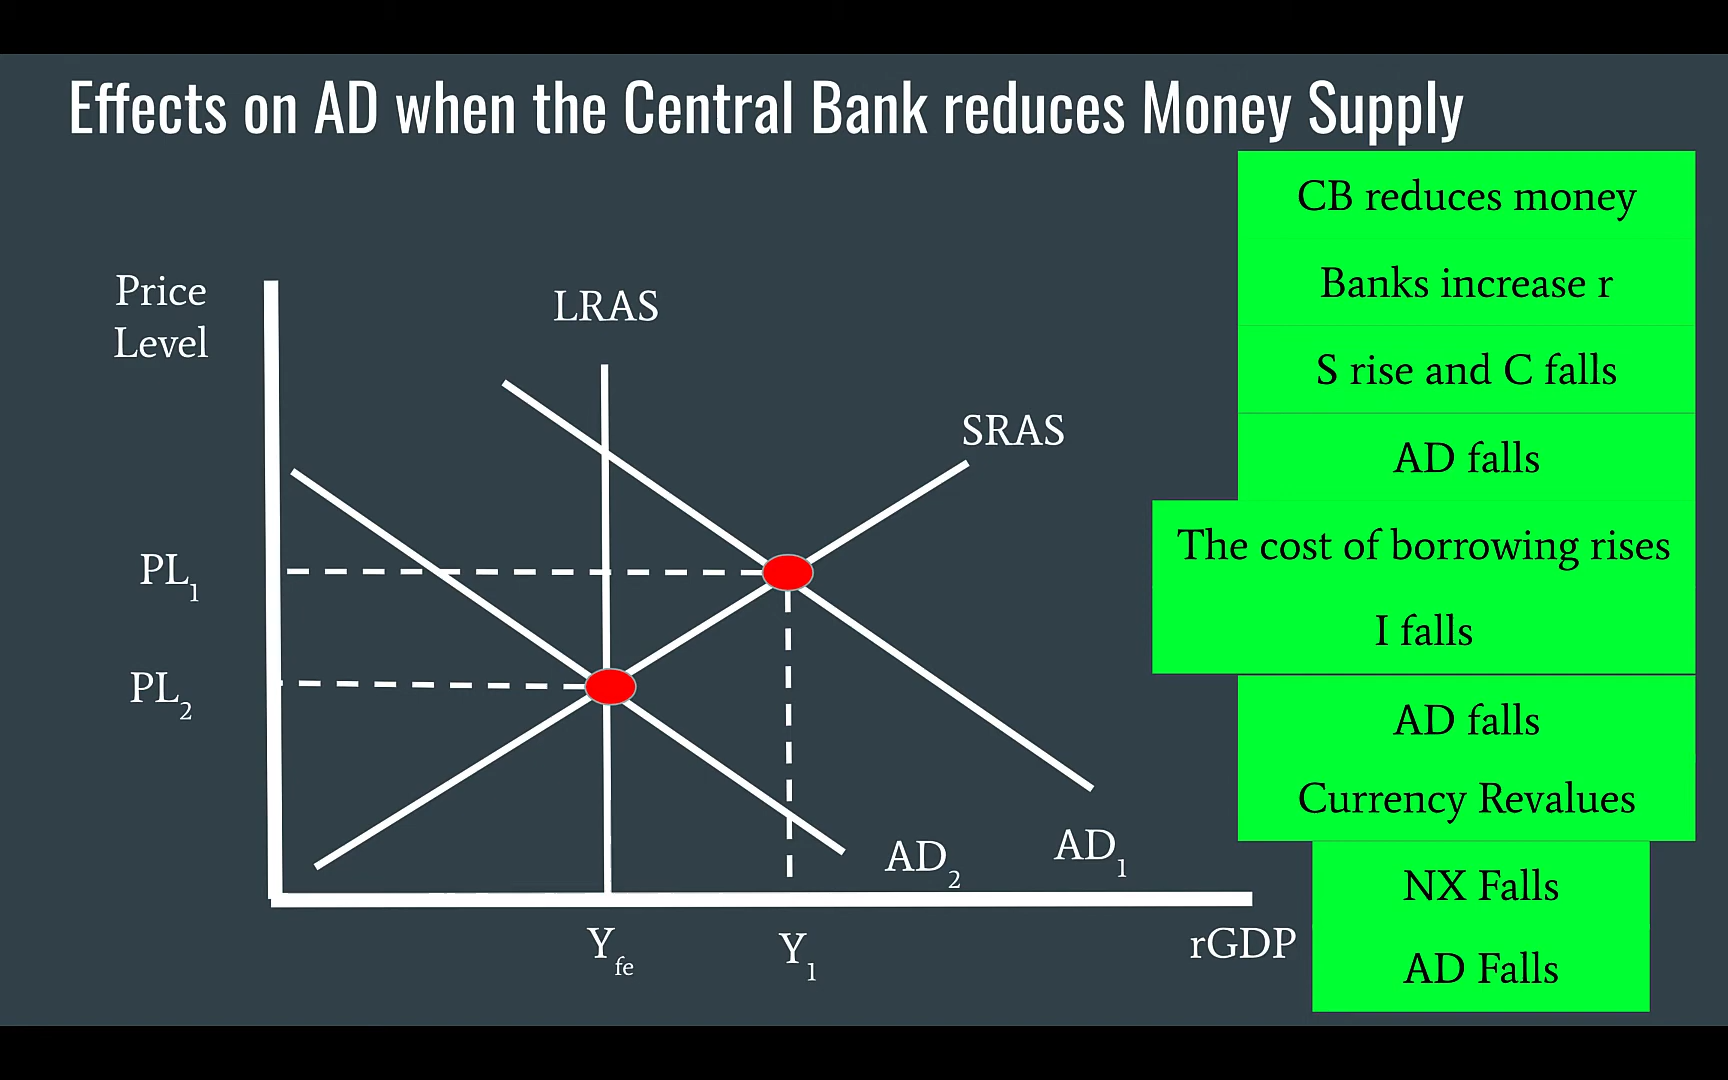 Effects on AD when the Central Bank reduces Money Supply
CB reduces money
Banks increase r
S rise and C falls
AD falls
The cost of borrowing rises
I falls
AD falls
Currency Revalues
NX Falls
AD Falls
Price
Level
LRAS
SRAS
PL1
PL2
AD2
AD1
Yfe
Y1
rGDP